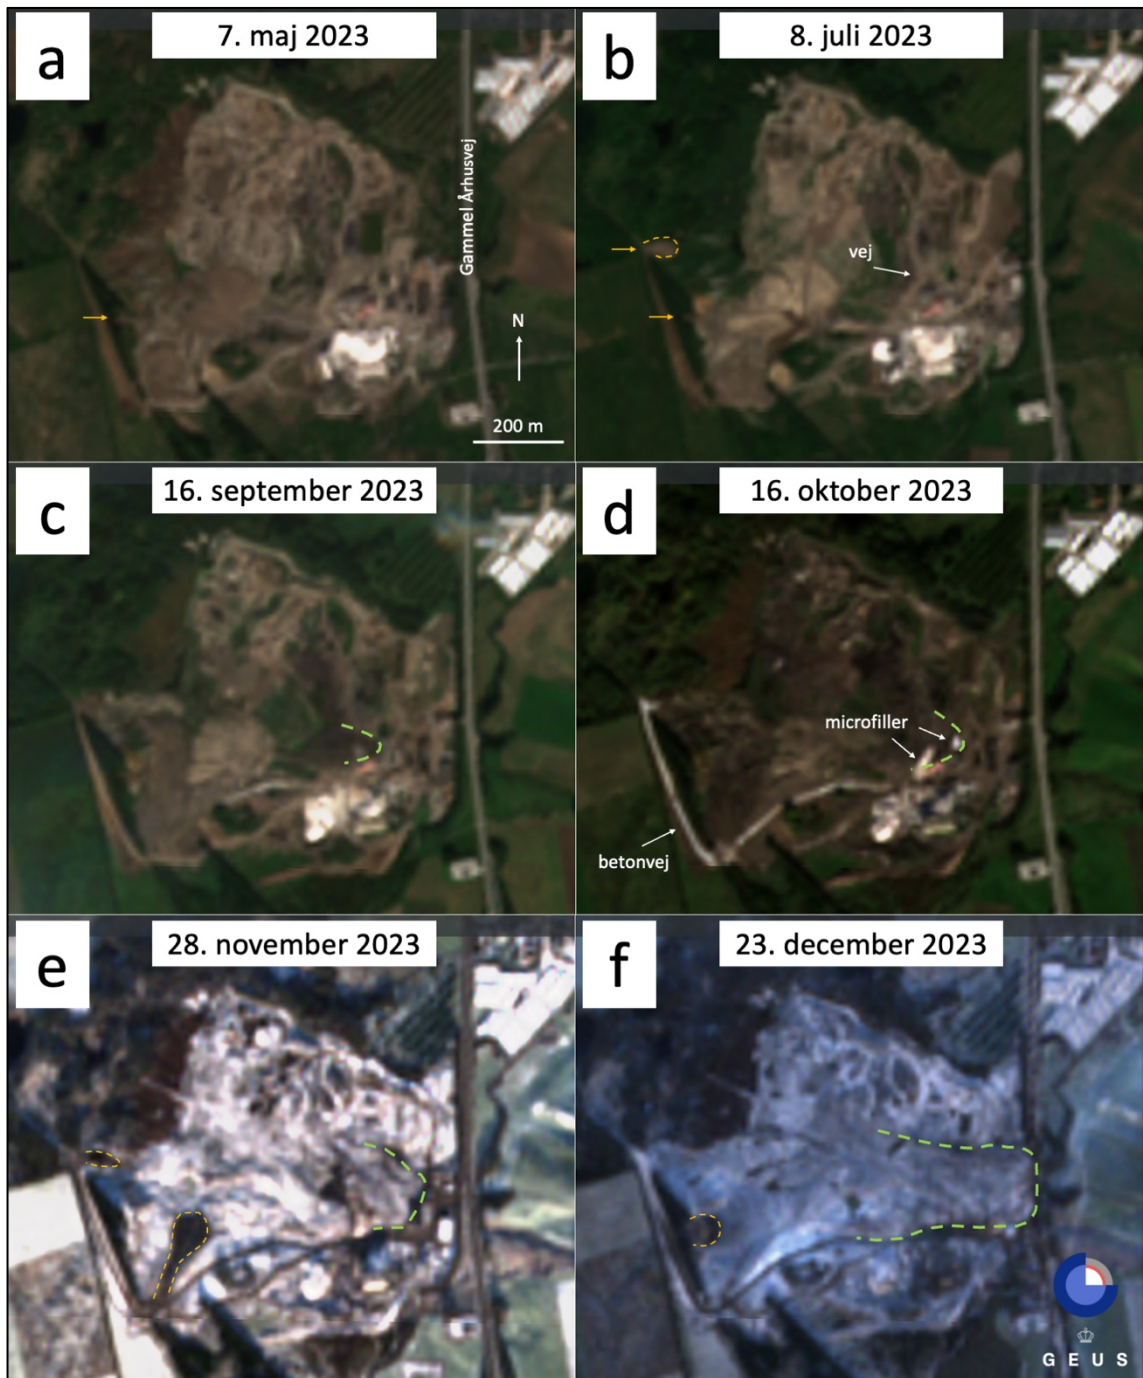 a
7. maj 2023
Gammel Århusvej
N
200 m
b
8. juli 2023
vej
c
16. september 2023
d
16. oktober 2023
microfiller
betonvej
e
28. november 2023
f
23. december 2023
G E U S